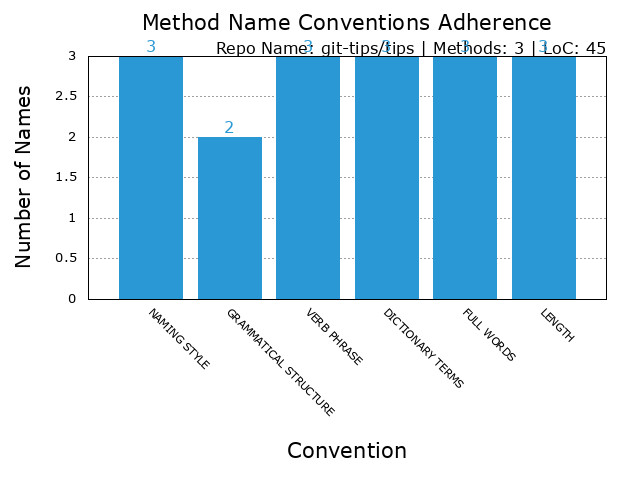 Method Name Conventions Adherence
Repo Name: git-tips/tips | Methods: 3 | LoC: 45
3 2 3 3 3 3
Number of Names
3
2.5
2
1.5
1
0.5
0
NAMING STYLE
GRAMMATICAL STRUCTURE
VERB PHRASE
DICTIONARY TERMS
FULL WORDS
LENGTH
Convention